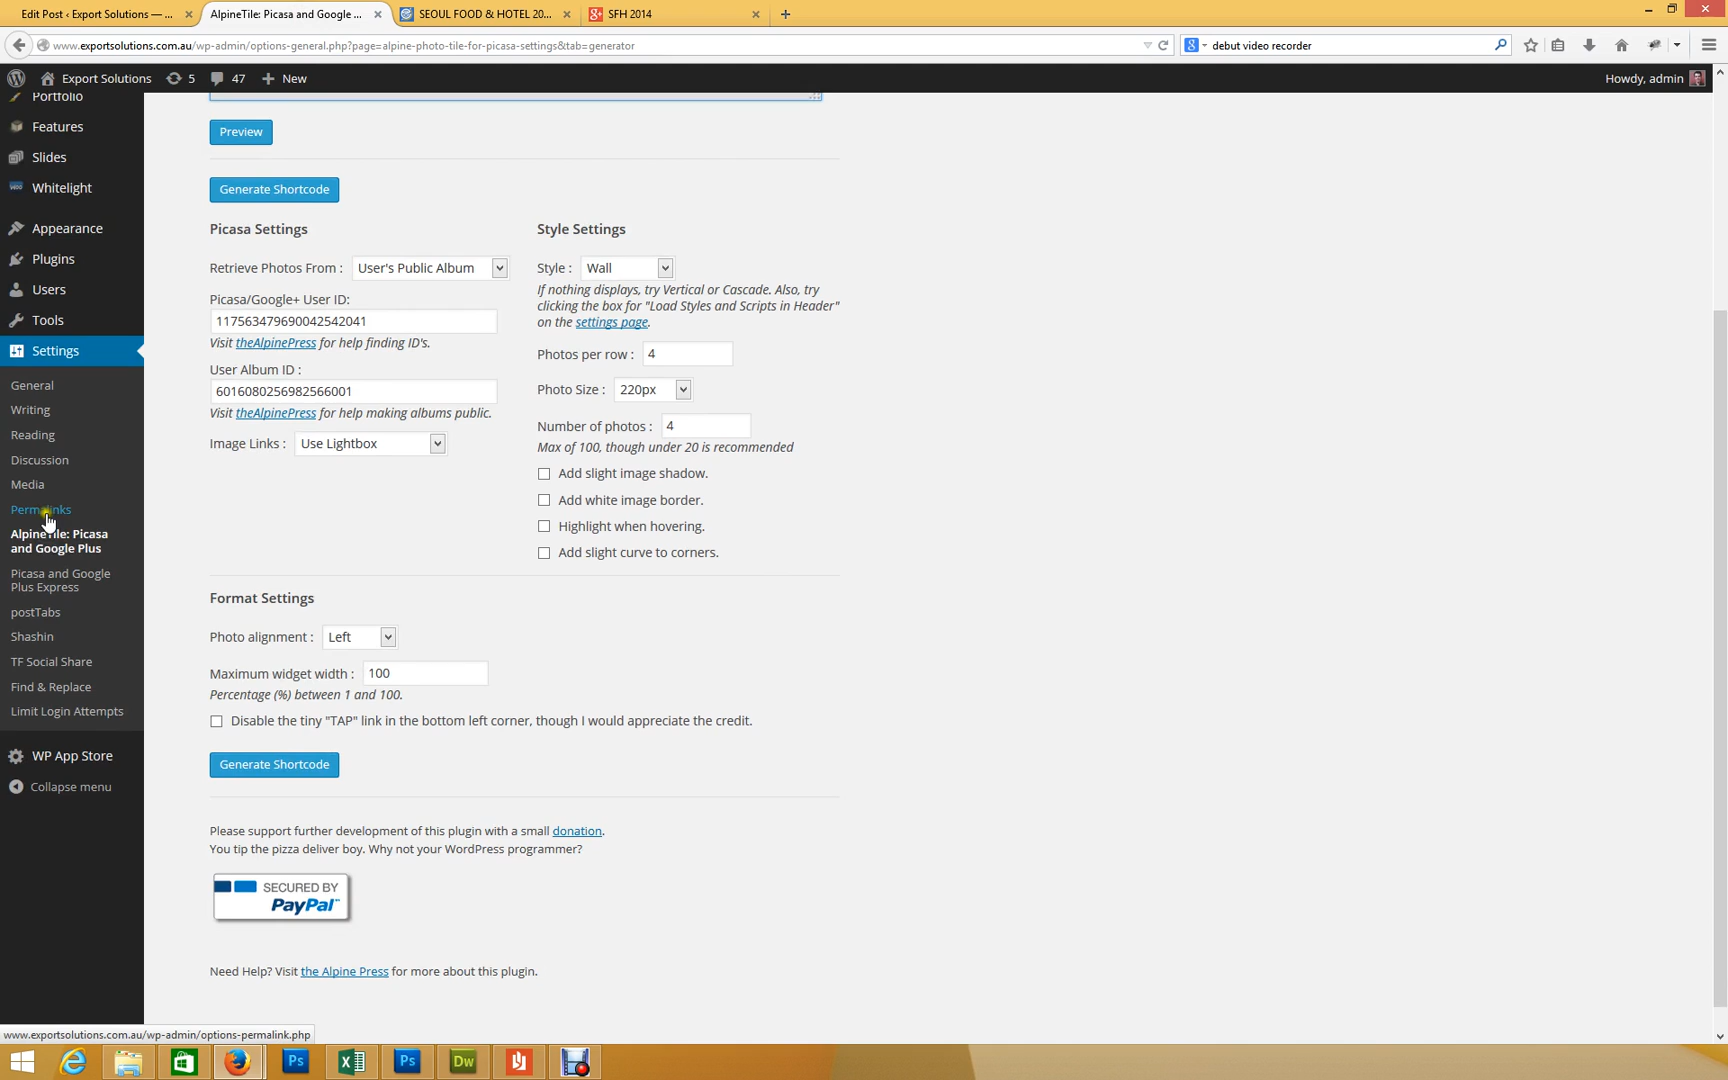 Edit Post ‹ Export Solutions — ...
AlpineTile: Picasa and Google ...
SEOUL FOOD & HOTEL 20...
SFH 2014
www.exportsolutions.com.au/wp-admin/options-general.php?page=alpine-photo-tile-for-picasa-settings&tab=generator
debut video recorder
Export Solutions
5
47
New
Howdy, admin
Portfolio
Features
Slides
Whitelight
Appearance
Plugins
Users
Tools
Settings
General
Writing
Reading
Discussion
Media
Permalinks
AlpineTile: Picasa
and Google Plus
Picasa and Google
Plus Express
postTabs
Shashin
TF Social Share
Find & Replace
Limit Login Attempts
WP App Store
Collapse menu
Preview
Generate Shortcode
Picasa Settings
Retrieve Photos From : User's Public Album
Picasa/Google+ User ID:
117563479690042542041
Visit theAlpinePress for help finding ID's.
User Album ID :
6016080256982566001
Visit theAlpinePress for help making albums public.
Image Links : Use Lightbox
Style Settings
Style : Wall
If nothing displays, try Vertical or Cascade. Also, try
clicking the box for "Load Styles and Scripts in Header"
on the settings page.
Photos per row : 4
Photo Size : 220px
Number of photos : 4
Max of 100, though under 20 is recommended
Add slight image shadow.
Add white image border.
Highlight when hovering.
Add slight curve to corners.
Format Settings
Photo alignment : Left
Maximum widget width : 100
Percentage (%) between 1 and 100.
Disable the tiny "TAP" link in the bottom left corner, though I would appreciate the credit.
Generate Shortcode
Please support further development of this plugin with a small donation.
You tip the pizza deliver boy. Why not your WordPress programmer?
SECURED BY
PayPal
Need Help? Visit the Alpine Press for more about this plugin.
www.exportsolutions.com.au/wp-admin/options-permalink.php
Ps
Ps
Dw